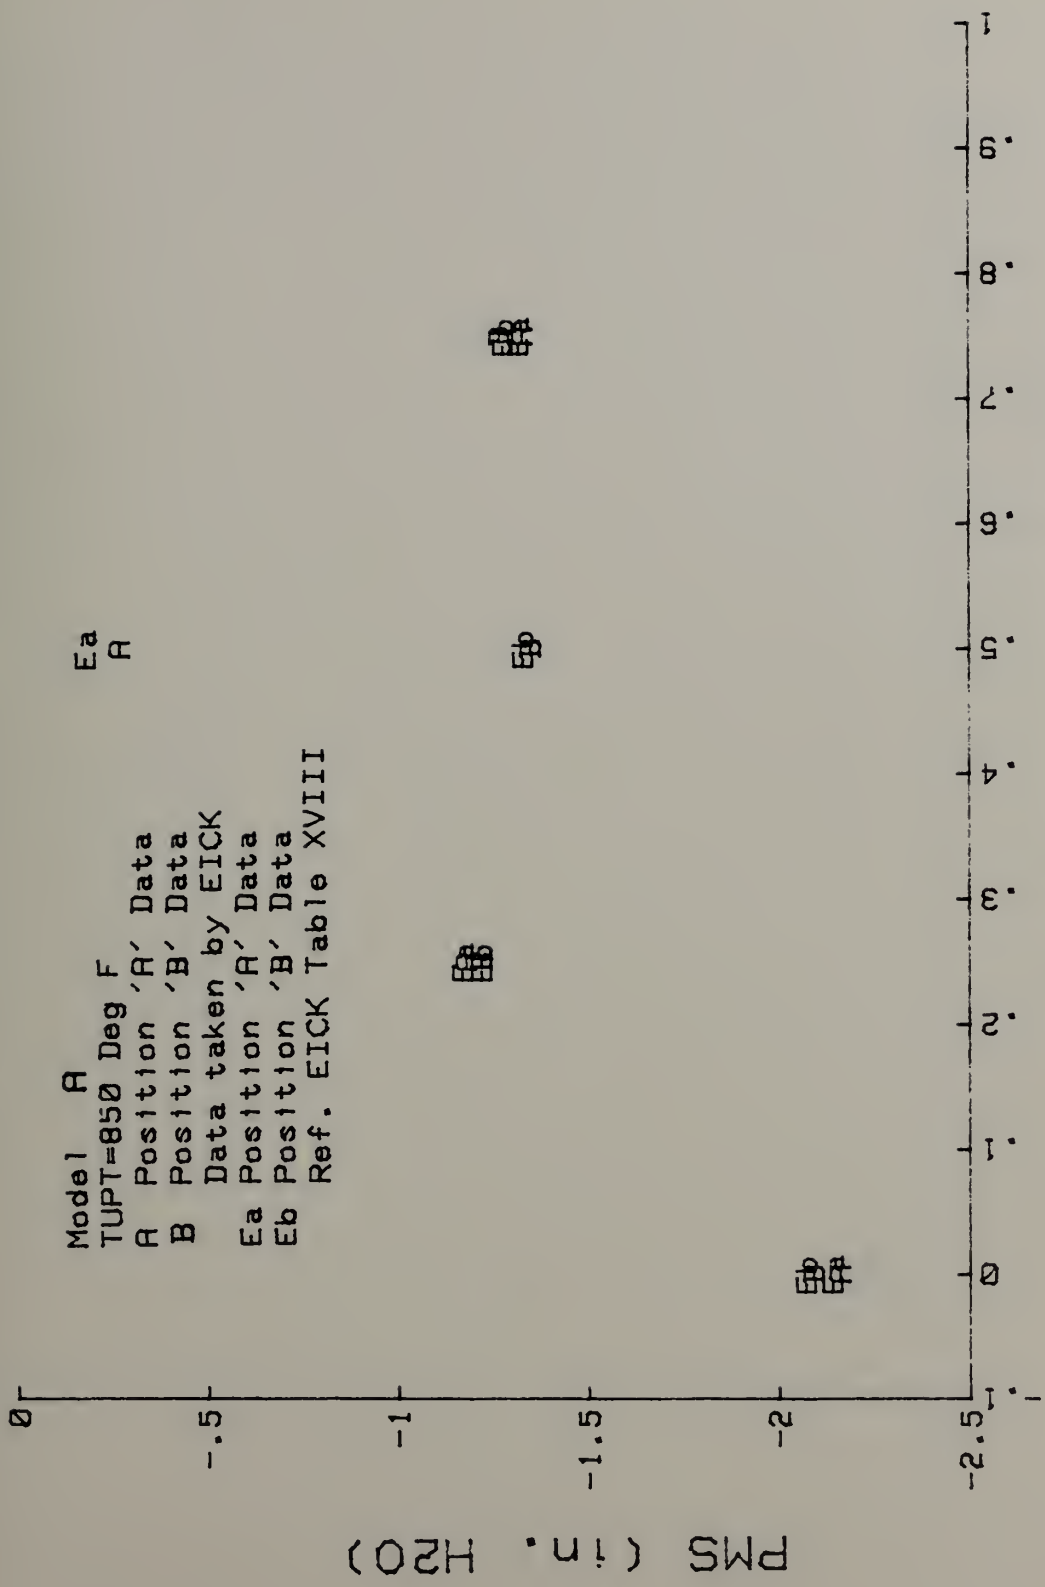 Model A
TUPT=850 Deg F
A Position 'A' Data
B Position 'B' Data
Data taken by EICK
Ea Position 'A' Data
Eb Position 'B' Data
Ref. EICK Table XVIII
Ea
A
PMS (in. H2O)
0
-.5
-1
-1.5
-2
-2.5
-.1
0
.1
.2
.3
.4
.5
.6
.7
.8
.9
1